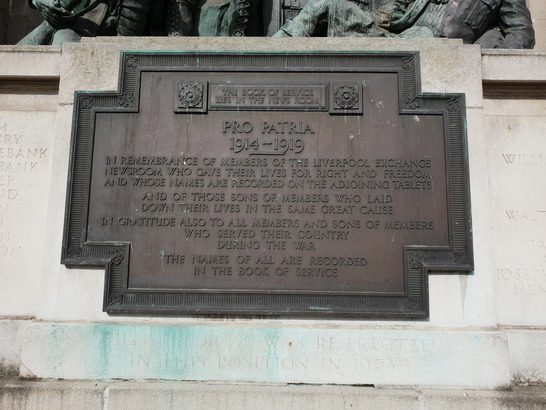 THE BOOK OF SERVICE
LIES IN THE NEWS ROOM
PRO PATRIA
1914-1919
IN REMEMBRANCE OF MEMBERS OF THE LIVERPOOL EXCHANGE
NEWSROOM WHO GAVE THEIR LIVES FOR RIGHT AND FREEDOM
AND WHOSE NAMES ARE RECORDED ON THE ADJOINING TABLETS
AND OF THOSE SONS OF MEMBERS WHO LAID
DOWN THEIR LIVES IN THE SAME GREAT CAUSE
IN GRATITUDE ALSO TO ALL MEMBERS AND SONS OF MEMBERS
WHO SERVED THEIR COUNTRY
DURING THE WAR
THE NAMES OF ALL ARE RECORDED
IN THE BOOK OF SERVICE
RE-ERECTED
IN THIS POSITION IN 1953